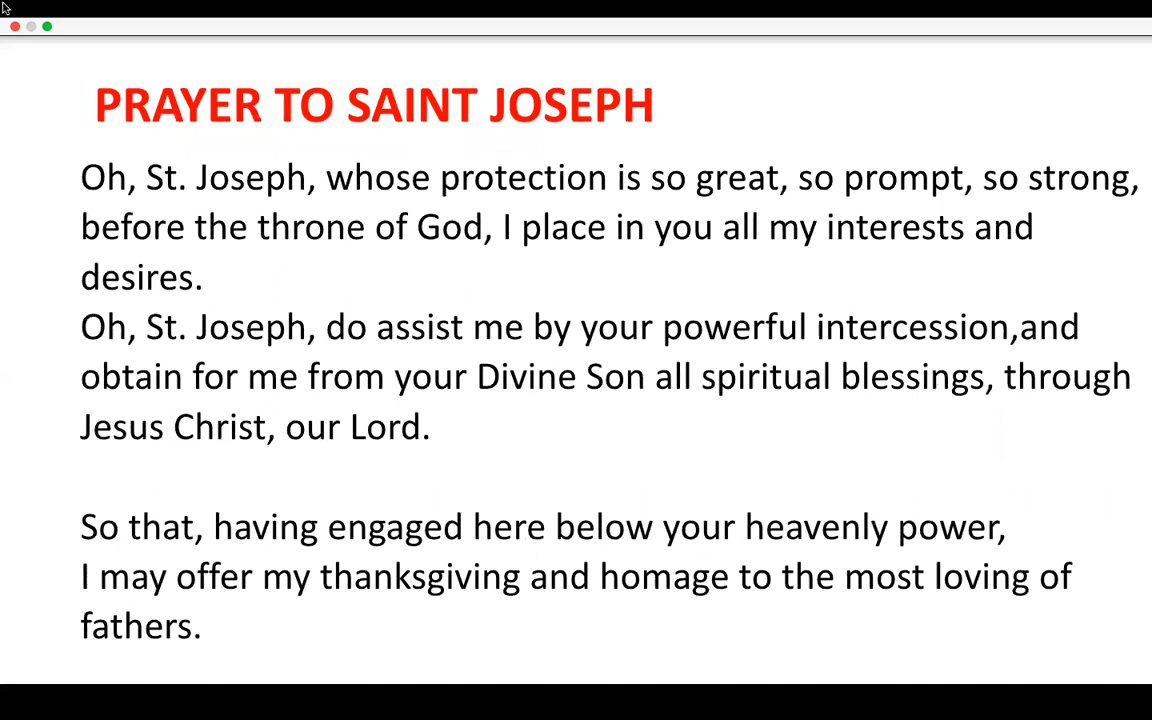 PRAYER TO SAINT JOSEPH
Oh, St. Joseph, whose protection is so great, so prompt, so strong,
before the throne of God, I place in you all my interests and
desires.
Oh, St. Joseph, do assist me by your powerful intercession,and
obtain for me from your Divine Son all spiritual blessings, through
Jesus Christ, our Lord.
So that, having engaged here below your heavenly power,
I may offer my thanksgiving and homage to the most loving of
fathers.